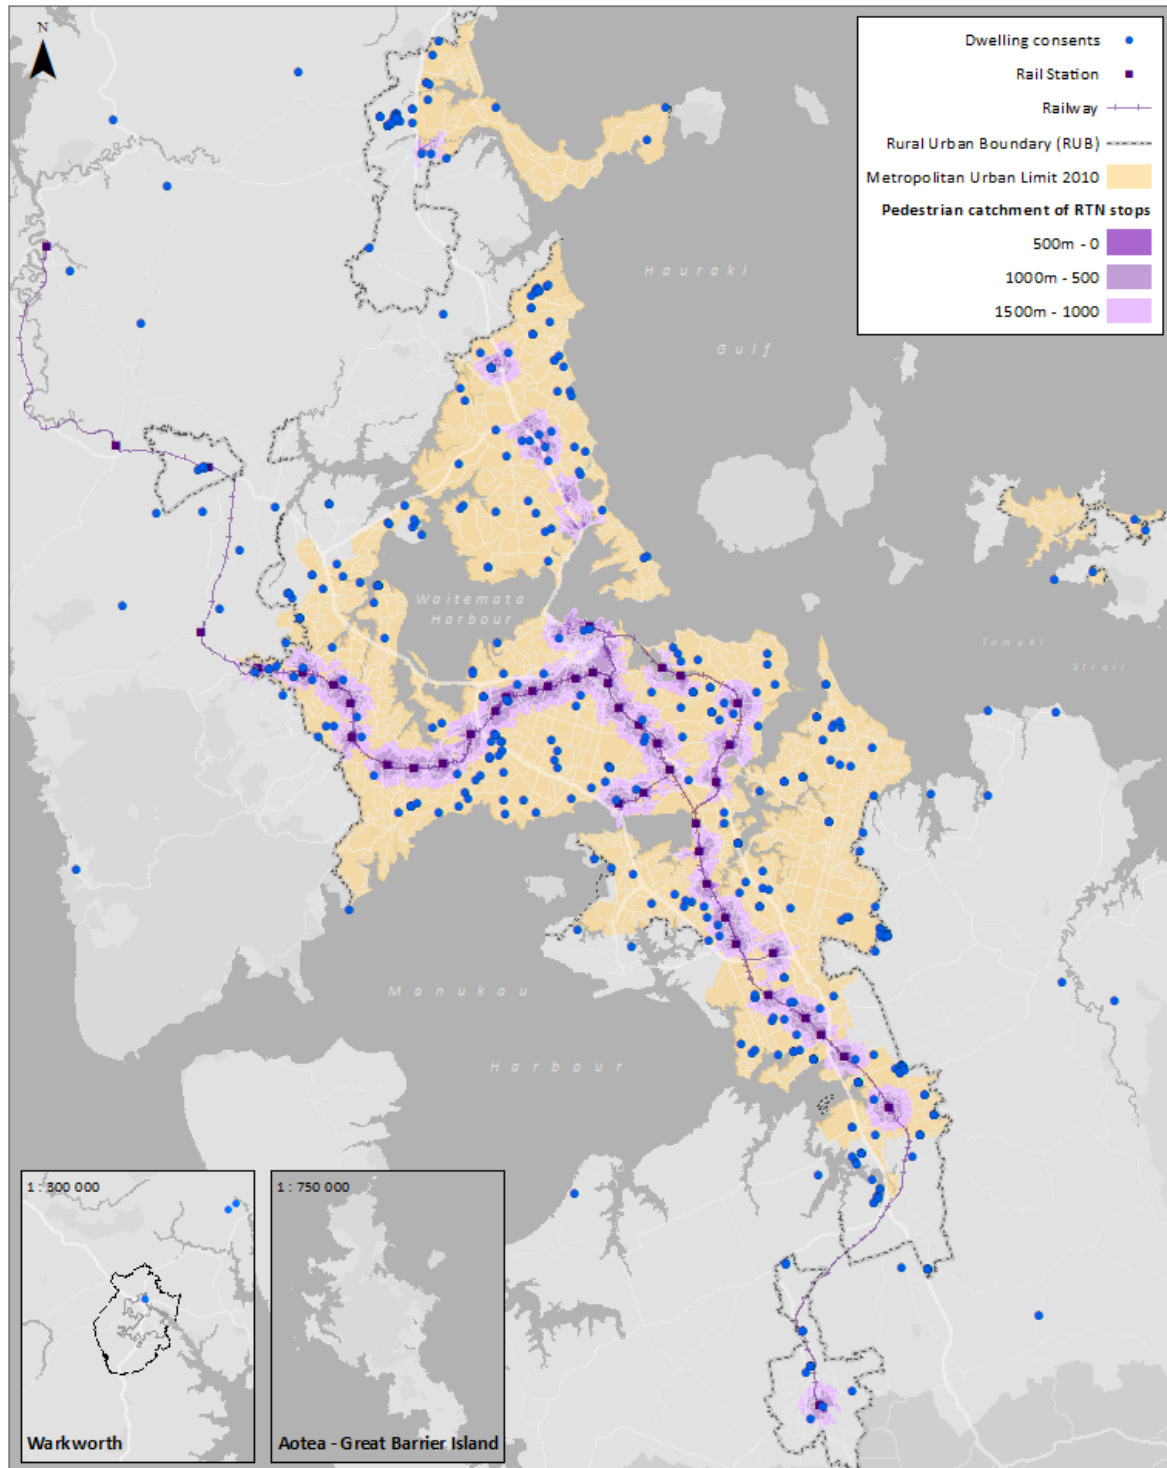 N
Dwelling consents
Rail Station
Railway
Rural Urban Boundary (RUB)
Metropolitan Urban Limit 2010
Pedestrian catchment of RTN stops
500m - 0
1000m - 500
1500m - 1000
Hauraki
Gulf
Waitemata
Harbour
Tamaki
Strait
Manukau
Harbour
1 : 300 000
Warkworth
1 : 750 000
Aotea - Great Barrier Island